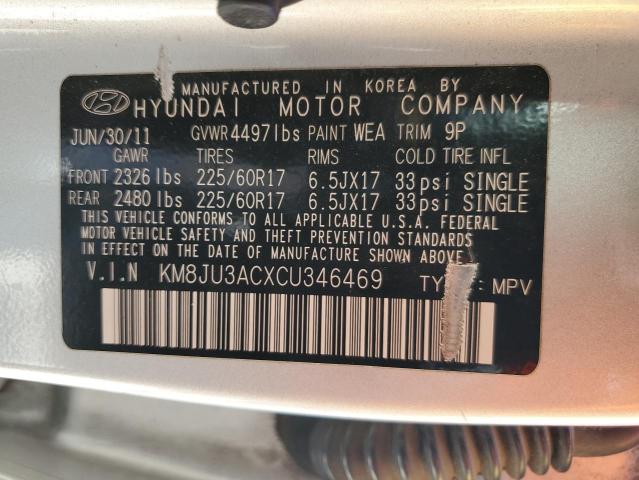 MANUFACTURED IN KOREA BY
HYUNDAI MOTOR COMPANY
JUN/30/11 GVWR 4497lbs PAINT WEA TRIM 9P
GAWR TIRES RIMS COLD TIRE INFL
FRONT 2326 lbs 225/60R17 6.5JX17 33psi SINGLE
REAR 2480 lbs 225/60R17 6.5JX17 33psi SINGLE
THIS VEHICLE CONFORMS TO ALL APPLICABLE U.S.A. FEDERAL
MOTOR VEHICLE SAFETY AND THEFT PREVENTION STANDARDS
IN EFFECT ON THE DATE OF MANUFACTURE SHOWN ABOVE.
V.I.N KM8JU3ACXCU346469 TYPE : MPV